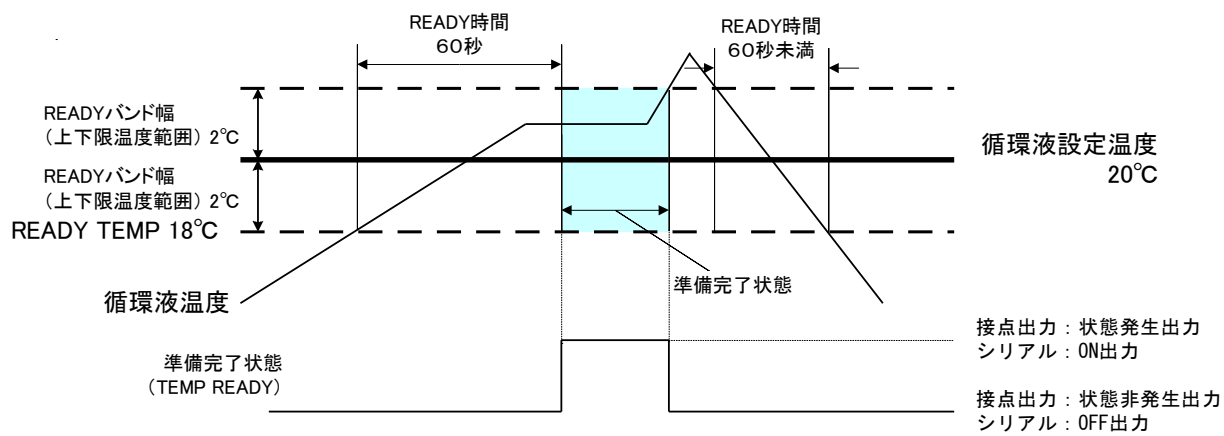 READY時間
60秒
READY時間
60秒未満
READYバンド幅
(上下限温度範囲) 2℃
循環液設定温度
20℃
READYバンド幅
(上下限温度範囲) 2℃
READY TEMP 18℃
準備完了状態
循環液温度
接点出力：状態発生出力
シリアル：ON出力
準備完了状態
(TEMP READY)
接点出力：状態非発生出力
シリアル：OFF出力